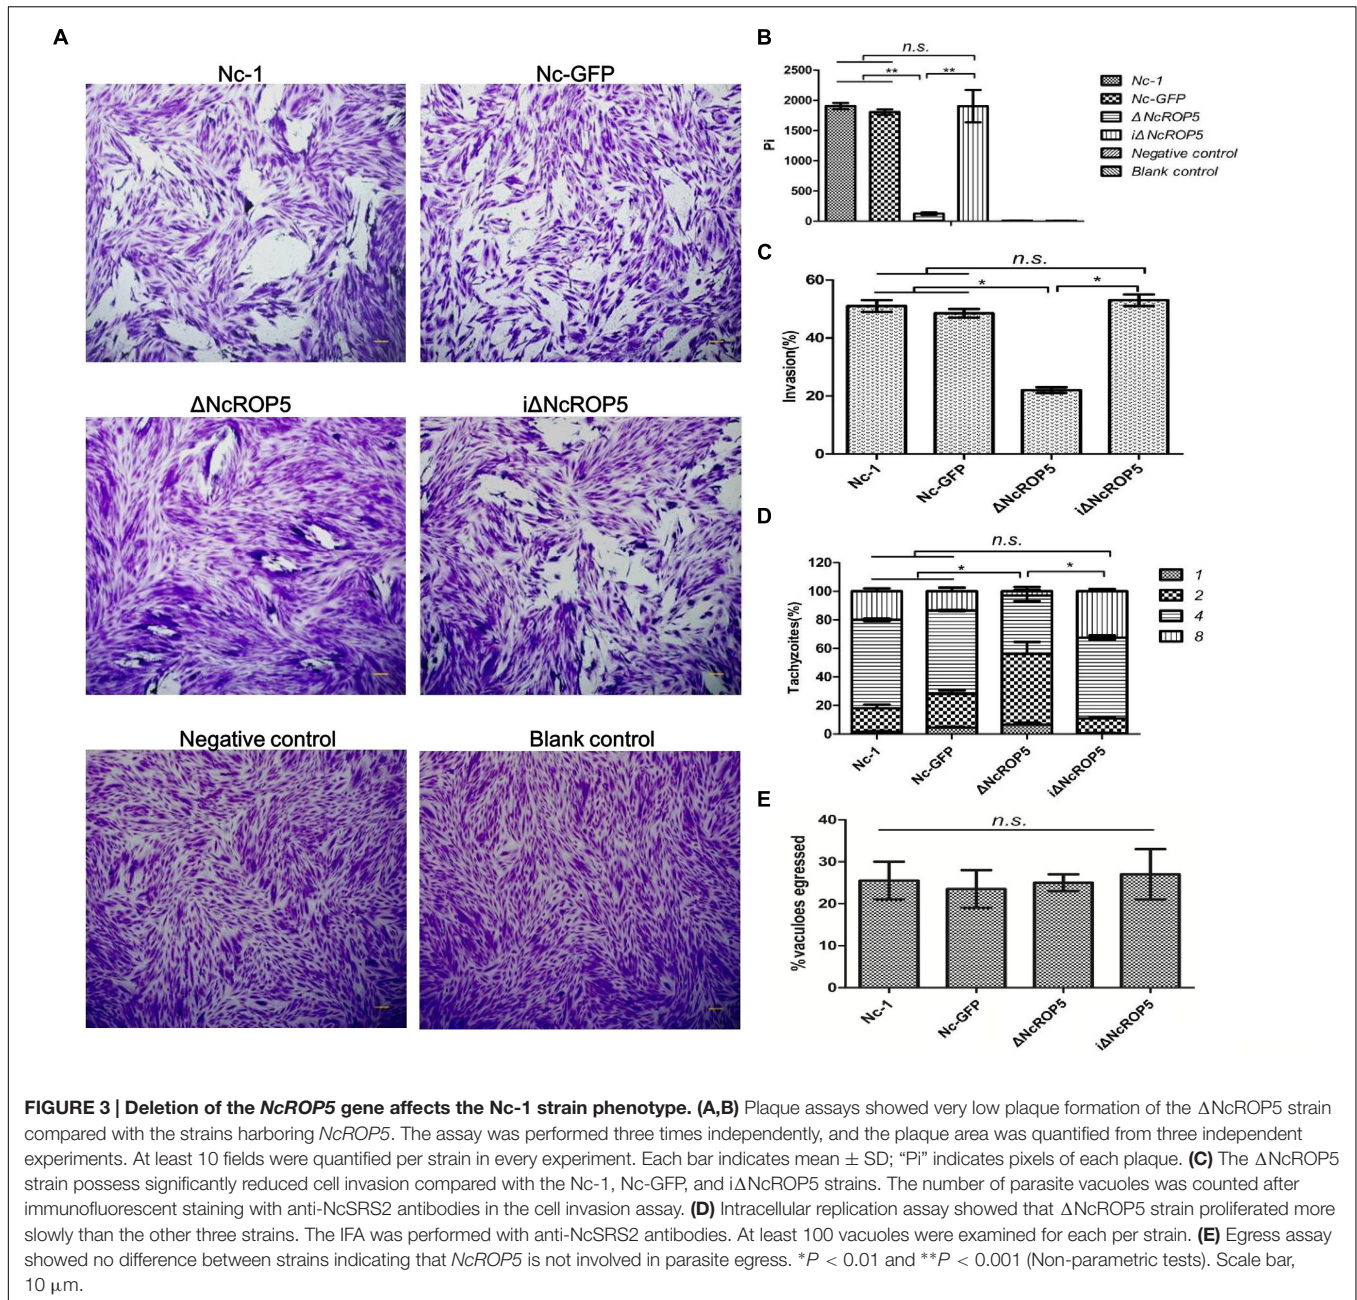 A
Nc-1
Nc-GFP
ΔNcROP5
iΔNcROP5
Negative control
Blank control
B
n.s.
**
**
2500
2000
1500
1000
500
0
Pi
Nc-1
Nc-GFP
Δ NcROP5
iΔ NcROP5
Negative control
Blank control
C
n.s.
*
*
60
40
20
0
Invasion(%)
Nc-1
Nc-GFP
ΔNcROP5
iΔNcROP5
D
n.s.
*
*
120
100
80
60
40
20
0
Tachyzoites(%)
1
2
4
8
Nc-1
Nc-GFP
ΔNcROP5
iΔNcROP5
E
n.s.
40
30
20
10
0
%vaculoes egressed
Nc-1
Nc-GFP
ΔNcROP5
iΔNcROP5
FIGURE 3 | Deletion of the NcROP5 gene affects the Nc-1 strain phenotype. (A,B) Plaque assays showed very low plaque formation of the ΔNcROP5 strain
compared with the strains harboring NcROP5. The assay was performed three times independently, and the plaque area was quantified from three independent
experiments. At least 10 fields were quantified per strain in every experiment. Each bar indicates mean ± SD; “Pi” indicates pixels of each plaque. (C) The ΔNcROP5
strain possess significantly reduced cell invasion compared with the Nc-1, Nc-GFP, and iΔNcROP5 strains. The number of parasite vacuoles was counted after
immunofluorescent staining with anti-NcSRS2 antibodies in the cell invasion assay. (D) Intracellular replication assay showed that ΔNcROP5 strain proliferated more
slowly than the other three strains. The IFA was performed with anti-NcSRS2 antibodies. At least 100 vacuoles were examined for each per strain. (E) Egress assay
showed no difference between strains indicating that NcROP5 is not involved in parasite egress. *P < 0.01 and **P < 0.001 (Non-parametric tests). Scale bar,
10 μm.